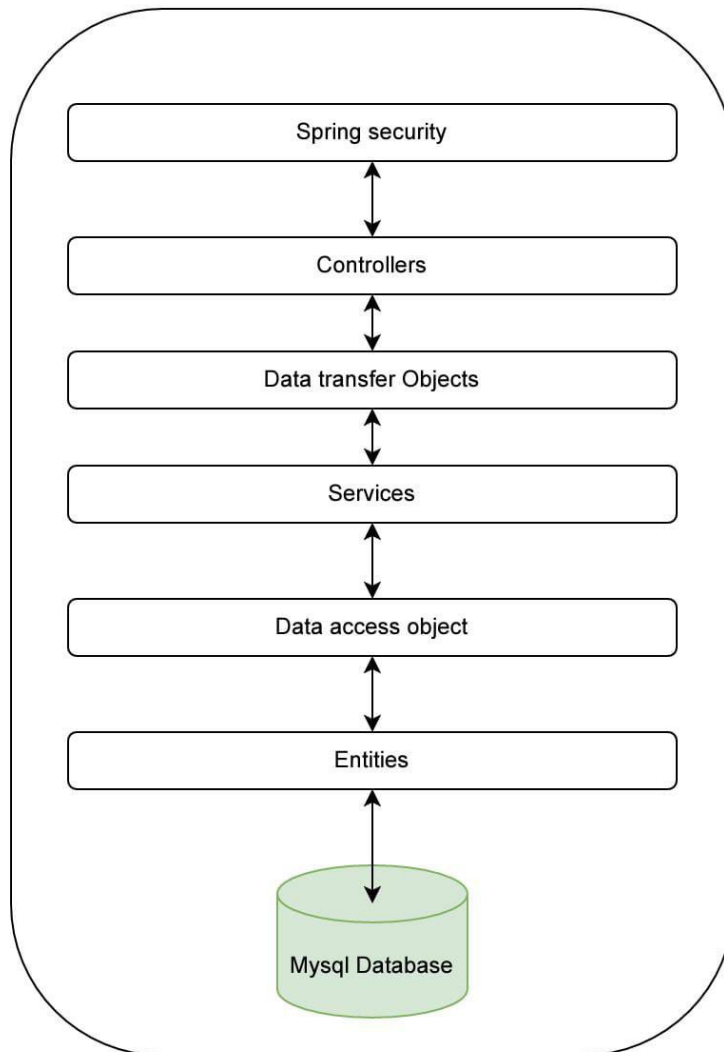 Spring security
Controllers
Data transfer Objects
Services
Data access object
Entities
Mysql Database